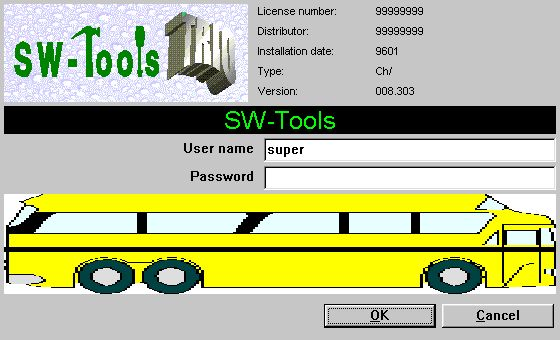 SW-Tools TRIO
License number: 99999999
Distributor: 99999999
Installation date: 9601
Type: Ch/
Version: 008.303
SW-Tools
User name super
Password
OK Cancel